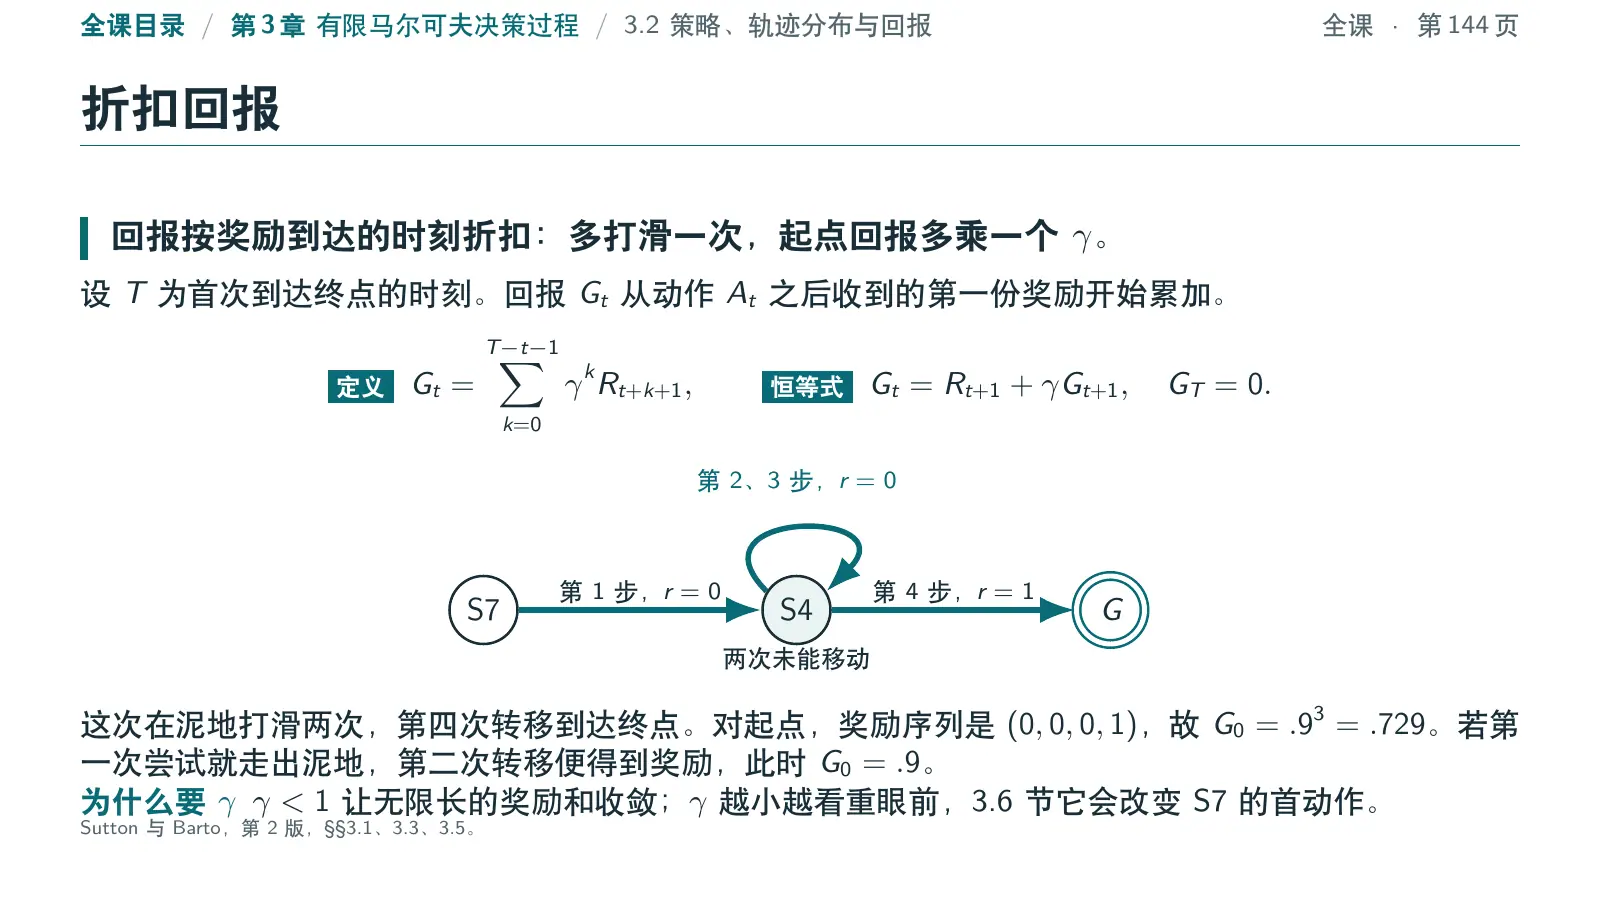 全课目录 / 第 3 章 有限马尔可夫决策过程 / 3.2 策略、轨迹分布与回报
全课 · 第 144 页
折扣回报
回报按奖励到达的时刻折扣：多打滑一次，起点回报多乘一个 γ。
设 T 为首次到达终点的时刻。回报 G_t 从动作 A_t 之后收到的第一份奖励开始累加。
定义 G_t = \sum_{k=0}^{T−t−1} γ^k R_{t+k+1}, 恒等式 G_t = R_{t+1} + γG_{t+1}, G_T = 0.
第 2、3 步，r = 0
S7 第 1 步，r = 0 S4 第 4 步，r = 1 G
两次未能移动
这次在泥地打滑两次，第四次转移到达终点。对起点，奖励序列是 (0, 0, 0, 1)，故 G_0 = .9^3 = .729。若第
一次尝试就走出泥地，第二次转移便得到奖励，此时 G_0 = .9。
为什么要 γ γ < 1 让无限长的奖励和收敛；γ 越小越看重眼前，3.6 节它会改变 S7 的首动作。
Sutton 与 Barto，第 2 版，§§3.1、3.3、3.5。